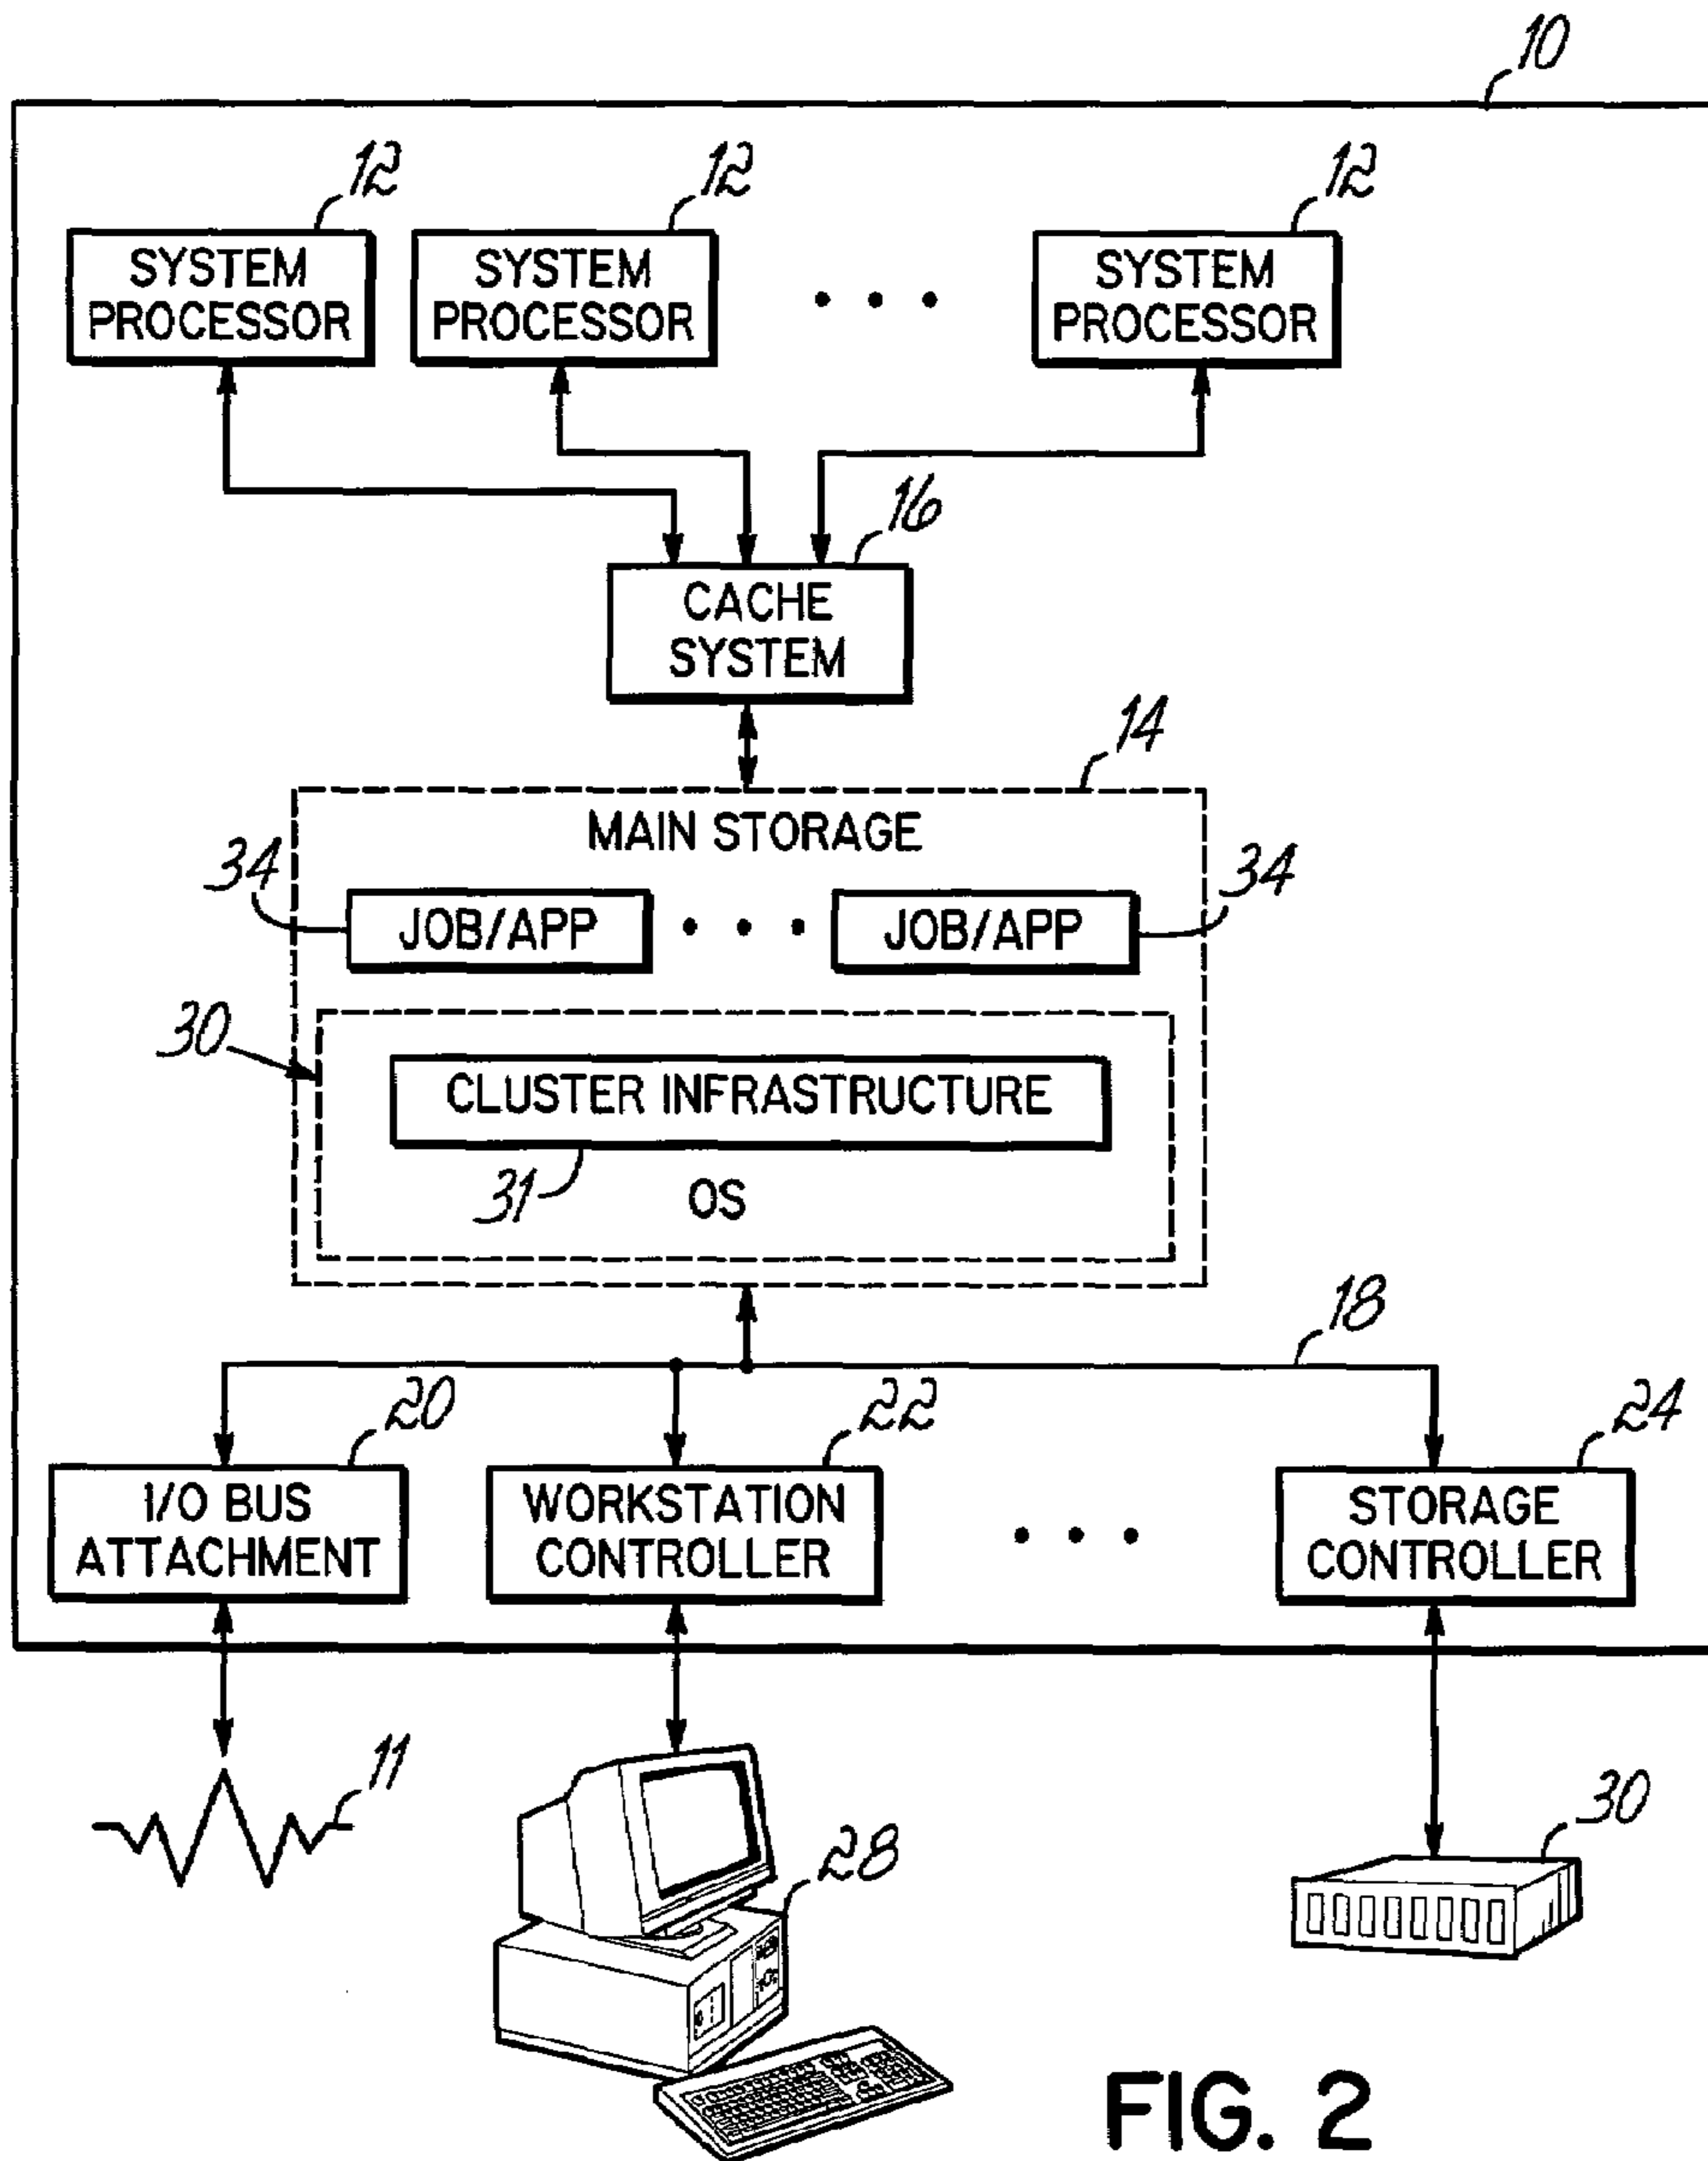 10
12 12 12
SYSTEM SYSTEM SYSTEM
PROCESSOR PROCESSOR PROCESSOR
16
CACHE
SYSTEM
14
MAIN STORAGE
34 34
JOB/APP JOB/APP
30
CLUSTER INFRASTRUCTURE
31
OS
18
20 22 24
I/O BUS WORKSTATION STORAGE
ATTACHMENT CONTROLLER CONTROLLER
11
28
30
FIG. 2